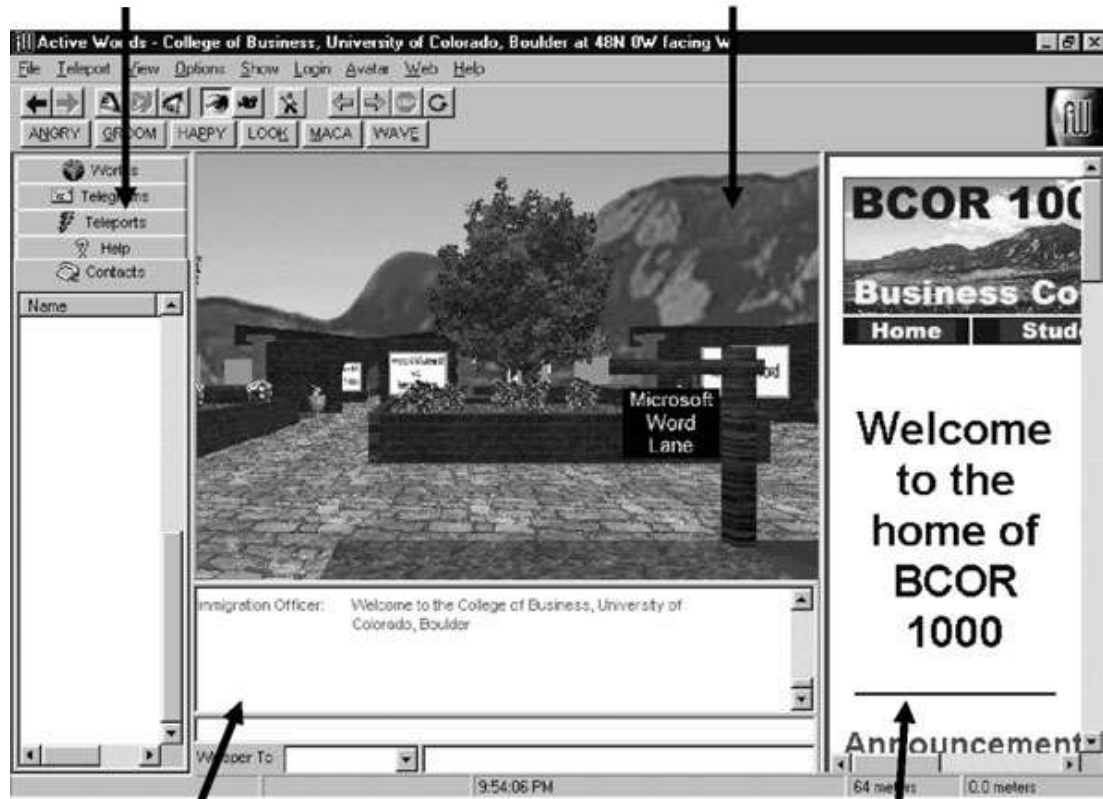 Active Words - College of Business, University of Colorado, Boulder at 48N 0W facing W
File Teleport View Options Show Login Avatar Web Help
ANGRY GROOM HAPPY LOOK MACA WAVE
Worlds
Telegrams
Teleports
Help
Contacts
Name
Microsoft
Word
Lane
Immigration Officer: Welcome to the College of Business, University of
Colorado, Boulder
Whisper To
9:54:06 PM
64 meters 0.0 meters
BCOR 100
Business Co
Home Stude
Welcome
to the
home of
BCOR
1000
Announcement